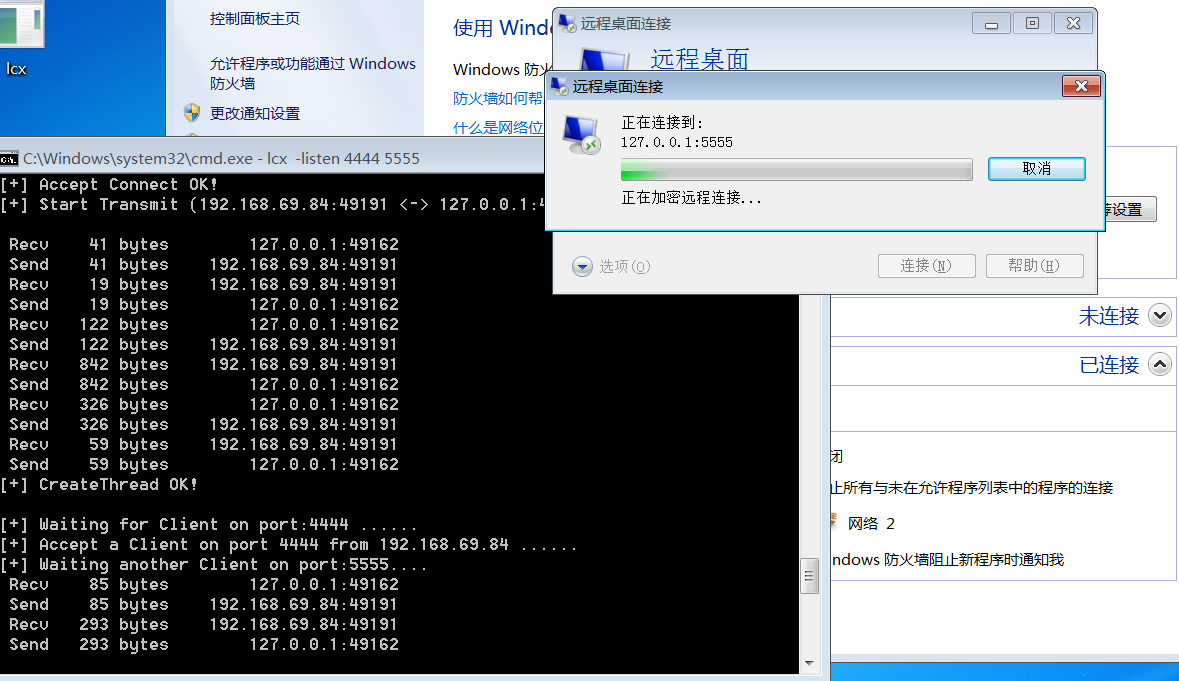 控制面板主页
允许程序或功能通过 Windows
防火墙
更改通知设置
lcx
使用 Wind
Windows 防火
防火墙如何帮
什么是网络位
远程桌面连接
远程桌面
远程桌面连接
正在连接到:
127.0.0.1:5555
取消
正在加密远程连接...
选项(O)
连接(N)
帮助(H)
C:\Windows\system32\cmd.exe - lcx  -listen 4444 5555
[+] Accept Connect OK!
[+] Start Transmit (192.168.69.84:49191 <-> 127.0.0.1:4
Recv    41 bytes        127.0.0.1:49162
Send    41 bytes    192.168.69.84:49191
Recv    19 bytes    192.168.69.84:49191
Send    19 bytes        127.0.0.1:49162
Recv   122 bytes        127.0.0.1:49162
Send   122 bytes    192.168.69.84:49191
Recv   842 bytes    192.168.69.84:49191
Send   842 bytes        127.0.0.1:49162
Recv   326 bytes        127.0.0.1:49162
Send   326 bytes    192.168.69.84:49191
Recv    59 bytes    192.168.69.84:49191
Send    59 bytes        127.0.0.1:49162
[+] CreateThread OK!
[+] Waiting for Client on port:4444 ......
[+] Accept a Client on port 4444 from 192.168.69.84 ......
[+] Waiting another Client on port:5555....
Recv    85 bytes        127.0.0.1:49162
Send    85 bytes    192.168.69.84:49191
Recv   293 bytes    192.168.69.84:49191
Send   293 bytes        127.0.0.1:49162
设置
未连接
已连接
闭
止所有与未在允许程序列表中的程序的连接
网络 2
ndows 防火墙阻止新程序时通知我